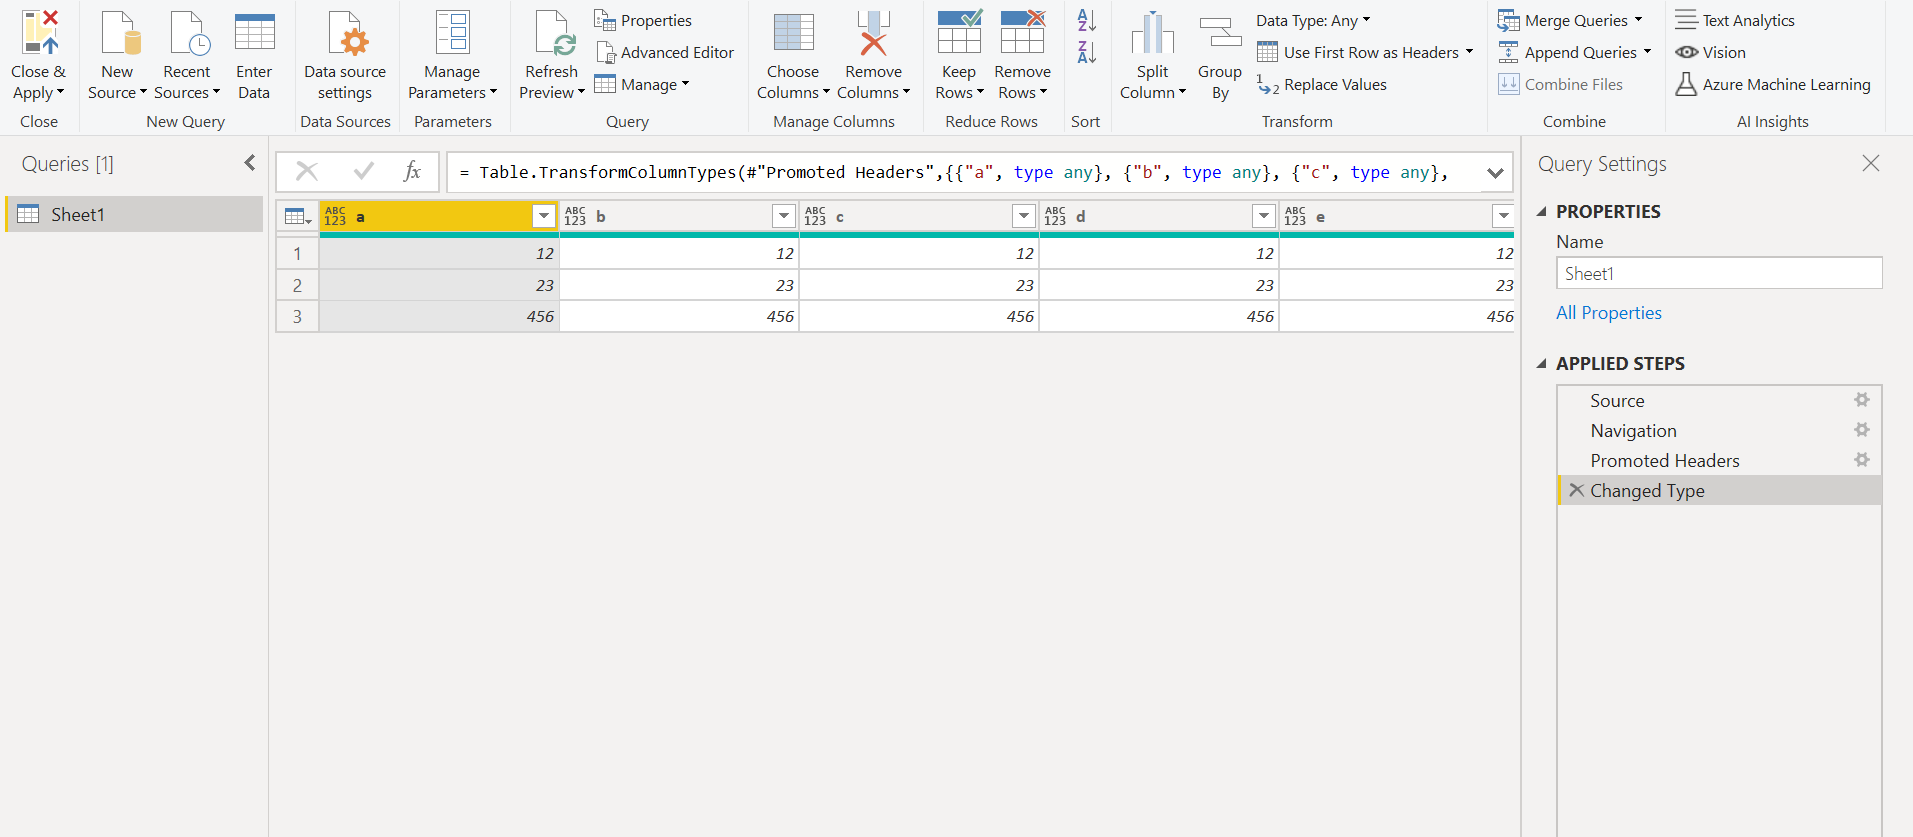 Close & Apply
New Source
Recent Sources
Enter Data
Data source settings
Manage Parameters
Refresh Preview
Properties
Advanced Editor
Manage
Choose Columns
Remove Columns
Keep Rows
Remove Rows
A
Z
Z
A
Split Column
Group By
Data Type: Any
Use First Row as Headers
1
2
Replace Values
Merge Queries
Append Queries
Combine Files
Text Analytics
Vision
Azure Machine Learning
Close
New Query
Data Sources
Parameters
Query
Manage Columns
Reduce Rows
Sort
Transform
Combine
AI Insights
Queries [1]
Sheet1
fx
= Table.TransformColumnTypes(#"Promoted Headers",{{"a", type any}, {"b", type any}, {"c", type any},
ABC 123 a ABC 123 b ABC 123 c ABC 123 d ABC 123 e
1 12 12 12 12 12
2 23 23 23 23 23
3 456 456 456 456 456
Query Settings
PROPERTIES
Name
Sheet1
All Properties
APPLIED STEPS
Source
Navigation
Promoted Headers
Changed Type